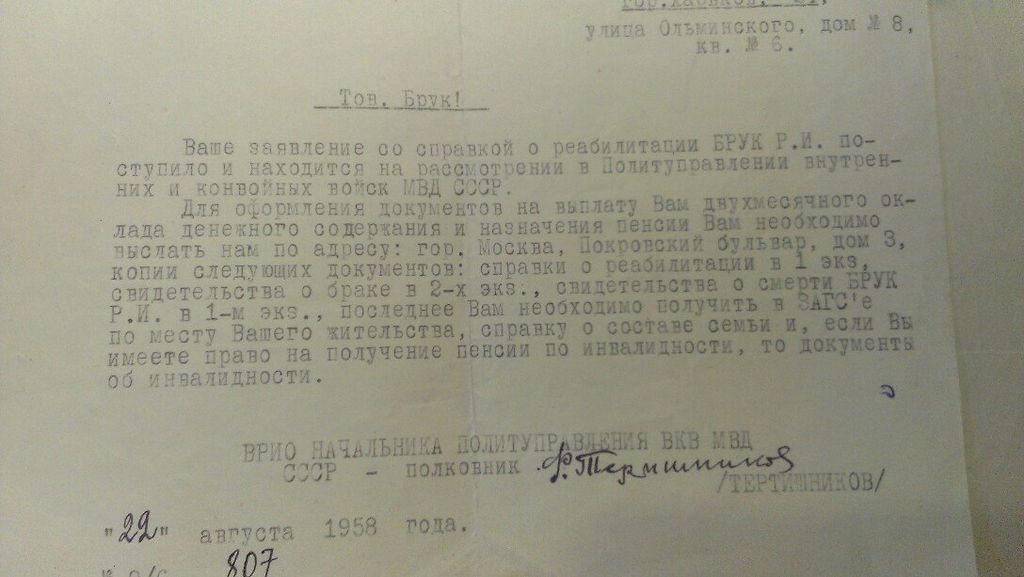 гор.Харьков.- 21,
улица Ольминского, дом № 8,
кв. № 6.
Тов. Брук!
Ваше заявление со справкой о реабилитации БРУК Р.И. по-
ступило и находится на рассмотрении в Политуправлении внутрен-
них и конвойных войск МВД СССР.
Для оформления документов на выплату Вам двухмесячного ок-
лада денежного содержания и назначения пенсии Вам необходимо
выслать нам по адресу: гор. Москва, Покровский бульвар, дом 3,
копии следующих документов: справки о реабилитации в 1 экз,
свидетельства о браке в 2-х экз., свидетельства о смерти БРУК
Р.И. в 1-м экз., последнее Вам необходимо получить в ЗАГС'е
по месту Вашего жительства, справку о составе семьи и, если Вы
имеете право на получение пенсии по инвалидности, то документы
об инвалидности.
ВРИО НАЧАЛЬНИКА ПОЛИТУПРАВЛЕНИЯ ВКВ МВД
СССР - полковник Ф.Тертишников
/ТЕРТИШНИКОВ/
"22" августа 1958 года.
807